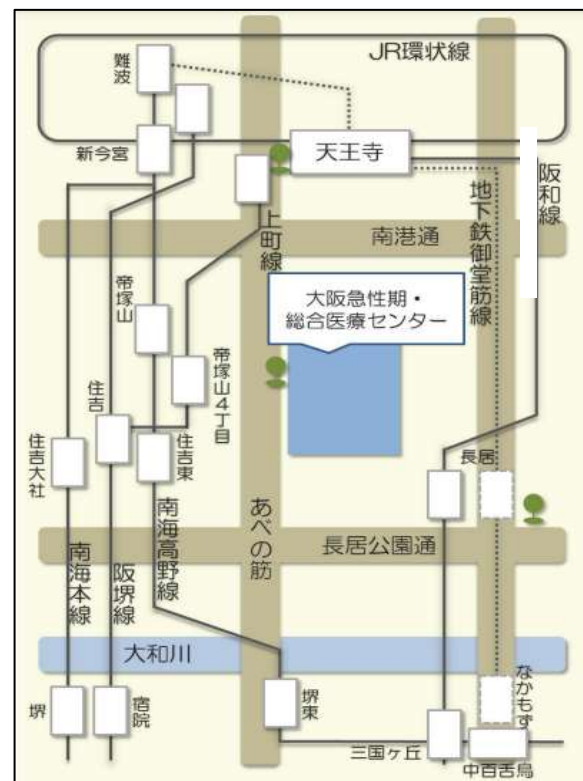 JR環状線
難波
新今宮
天王寺
阪和線
地下鉄御堂筋線
上町線
南港通
大阪急性期・
総合医療センター
帝塚山
帝塚山4丁目
住吉
住吉大社
住吉東
長居
あべの筋
南海高野線
長居公園通
南海本線
阪堺線
大和川
堺
宿院
堺東
なかもず
三国ヶ丘
中百舌鳥